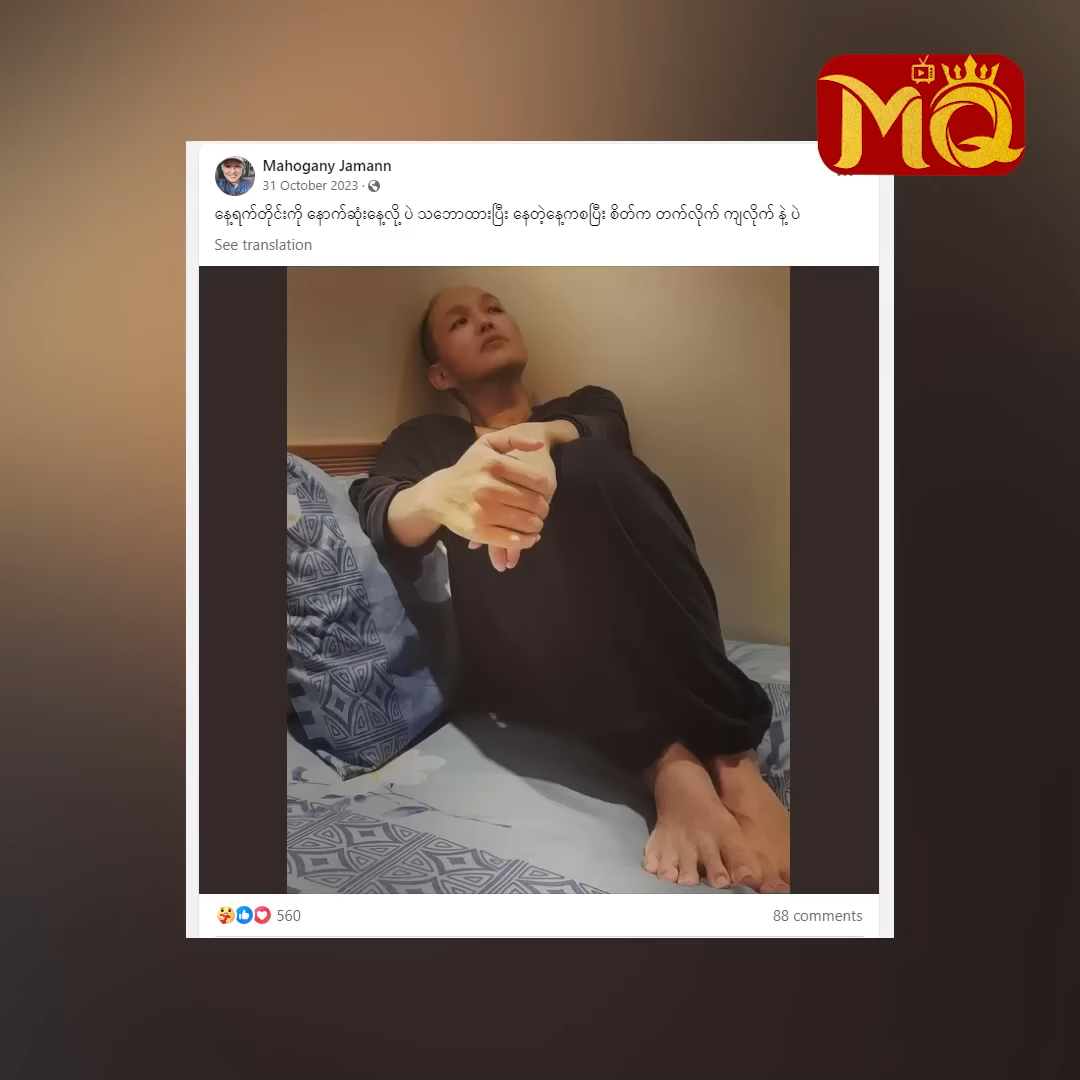 MQ
Mahogany Jamann
31 October 2023 ·
နေ့ရက်တိုင်းကို နောက်ဆုံးနေ့လို့ ပဲ သဘောထားပြီး နေတဲ့နေ့ကစပြီး စိတ်က တက်လိုက် ကျလိုက် နဲ့ ပဲ
See translation
560 88 comments